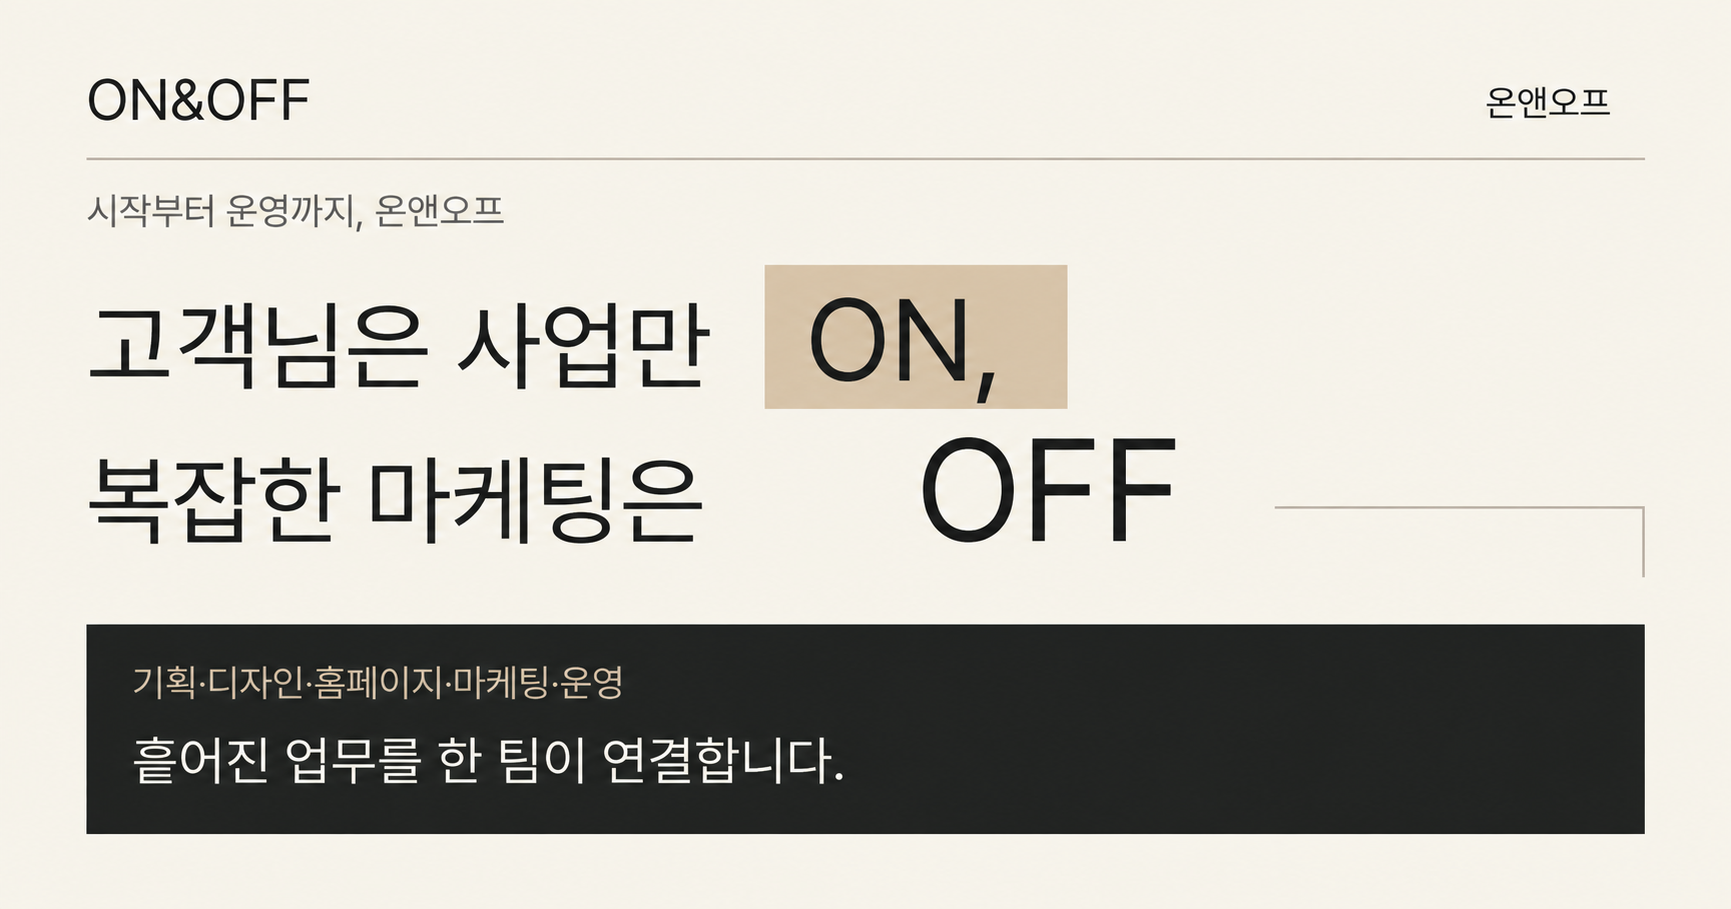 ON&OFF
온앤오프
시작부터 운영까지, 온앤오프
고객님은 사업만 ON,
복잡한 마케팅은 OFF
기획·디자인·홈페이지·마케팅·운영
흩어진 업무를 한 팀이 연결합니다.